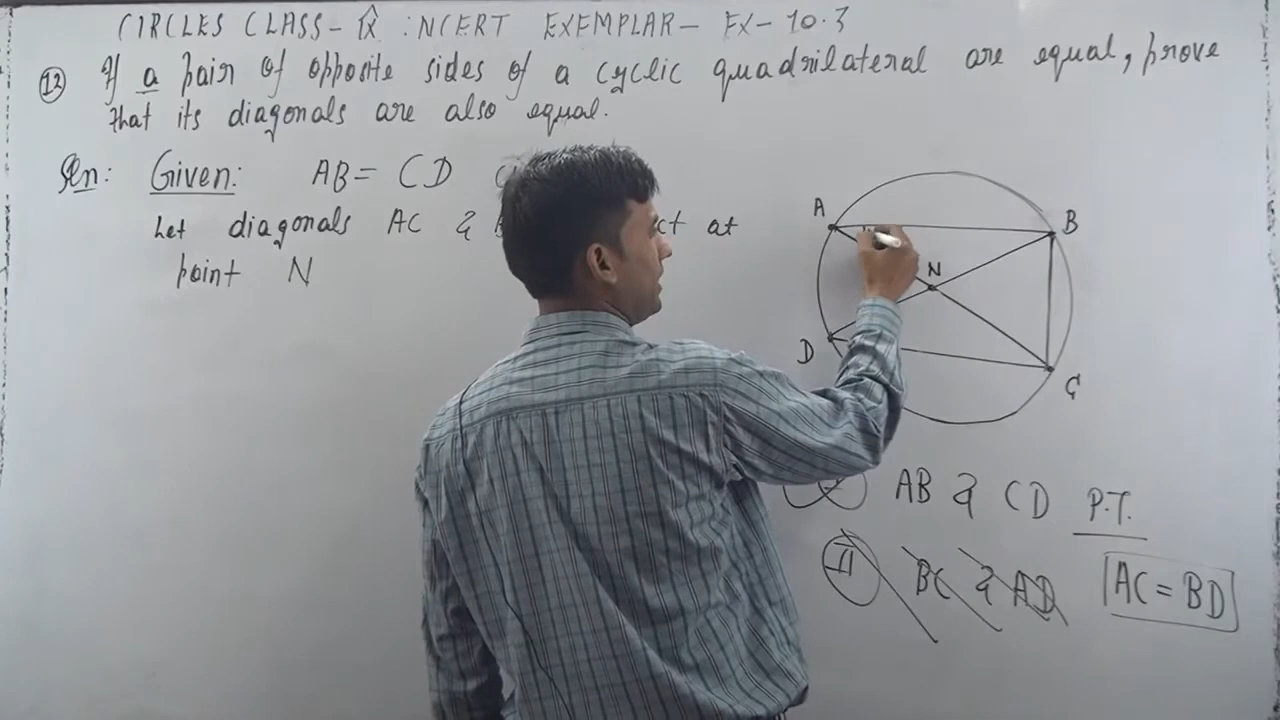 CIRCLES CLASS- IX :NCERT EXEMPLAR- EX- 10.3
12 If a pair of opposite sides of a cyclic quadrilateral are equal, prove
that its diagonals are also equal.
Sln: Given: AB = CD
Let diagonals AC & at
point N
A
B
N
D
C
AB & CD P.T.
II BC & AD AC = BD